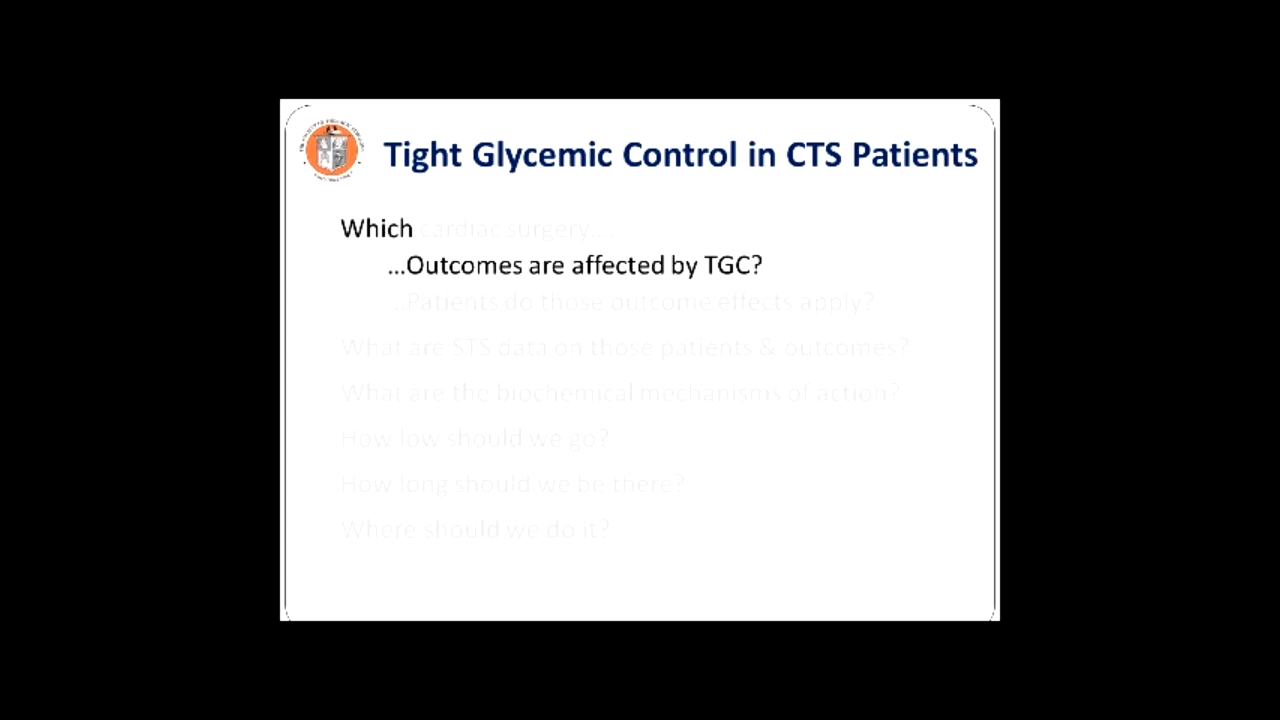 Tight Glycemic Control in CTS Patients
Which cardiac surgery....
...Outcomes are affected by TGC?
...Patients do those outcome effects apply?
What are STS data on those patients & outcomes?
What are the biochemical mechanisms of action?
How low should we go?
How long should we be there?
Where should we do it?